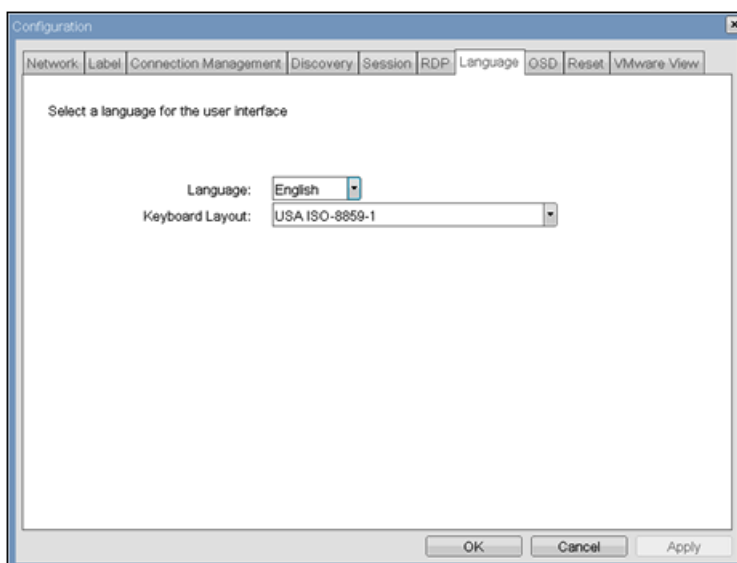 Configuration
Network Label Connection Management Discovery Session RDP Language OSD Reset VMware View
Select a language for the user interface
Language: English
Keyboard Layout: USA ISO-8859-1
OK Cancel Apply